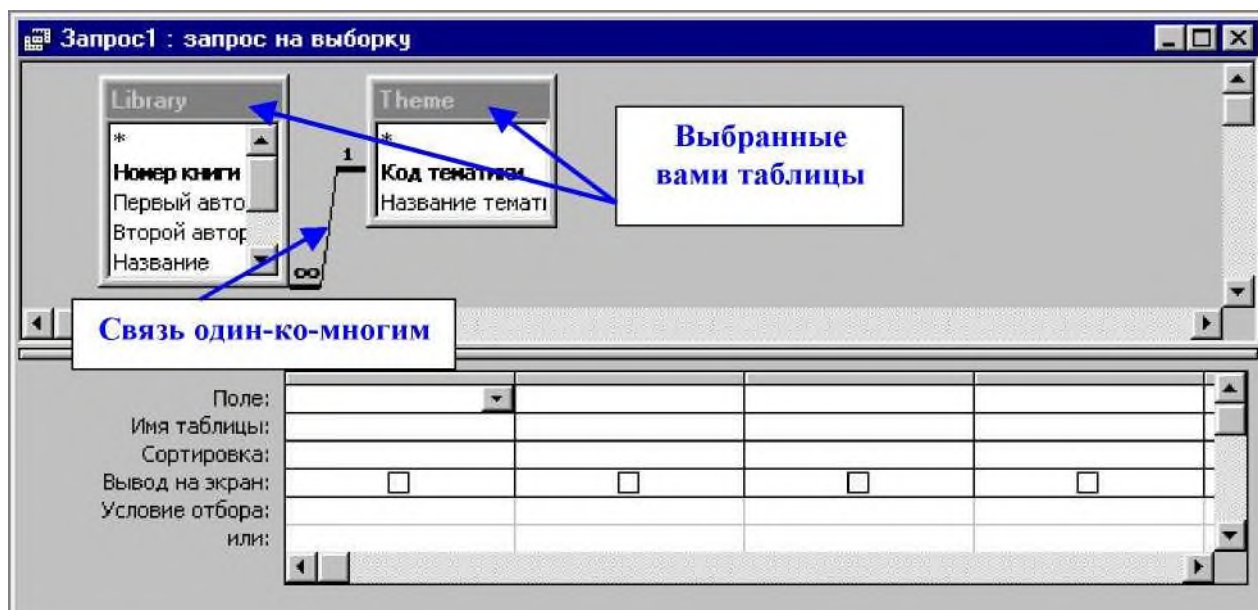 Запрос1 : запрос на выборку
Library
*
Номер книги
Первый авто
Второй автор
Название
1
∞
Theme
*
Код тематики
Название темати
Выбранные
вами таблицы
Связь один-ко-многим
Поле:
Имя таблицы:
Сортировка:
Вывод на экран:
Условие отбора:
или: